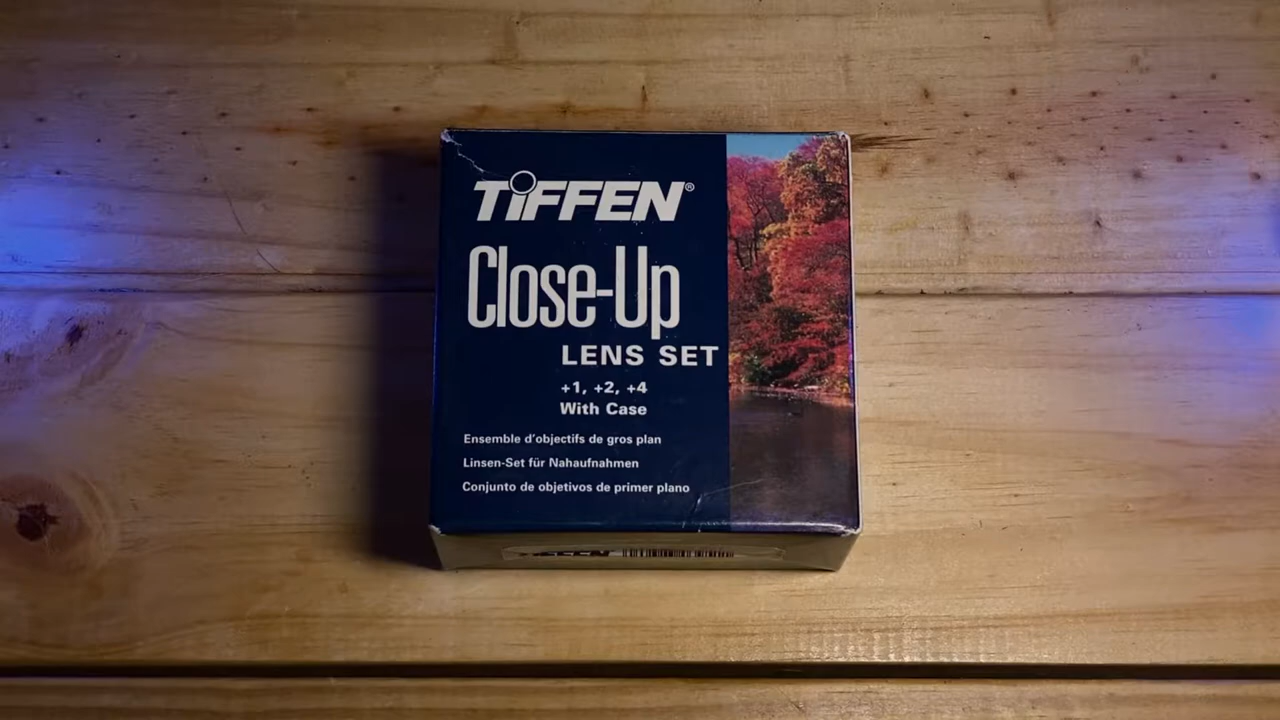 TiFFEN®
Close-Up
LENS SET
+1, +2, +4
With Case
Ensemble d'objectifs de gros plan
Linsen-Set für Nahaufnahmen
Conjunto de objetivos de primer plano
TIFFEN